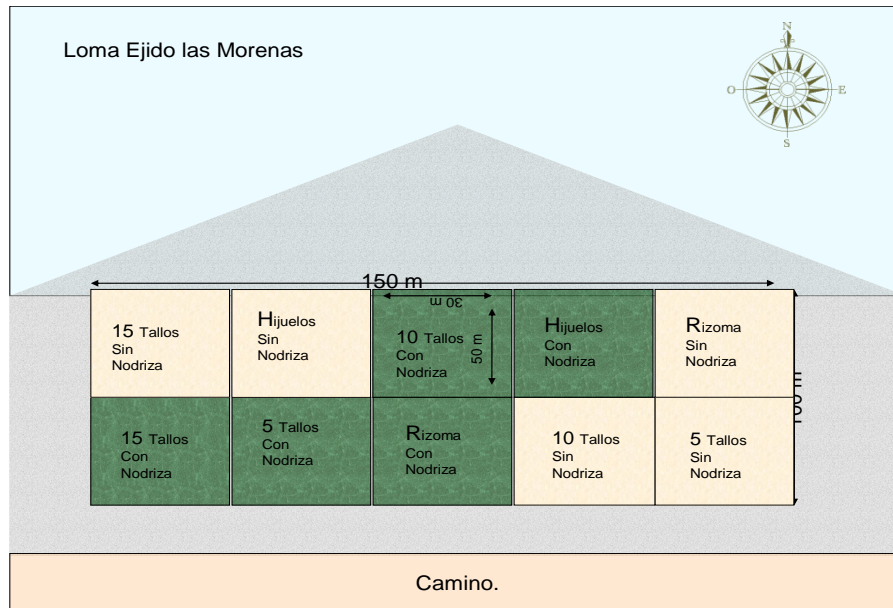 Loma Ejido las Morenas
N
O
E
S
150 m
30 m
50 m
15 Tallos
Sin
Nodriza
Hijuelos
Sin
Nodriza
10 Tallos
Con
Nodriza
Hijuelos
Con
Nodriza
Rizoma
Sin
Nodriza
100 m
15 Tallos
Con
Nodriza
5 Tallos
Con
Nodriza
Rizoma
Con
Nodriza
10 Tallos
Sin
Nodriza
5 Tallos
Sin
Nodriza
Camino.